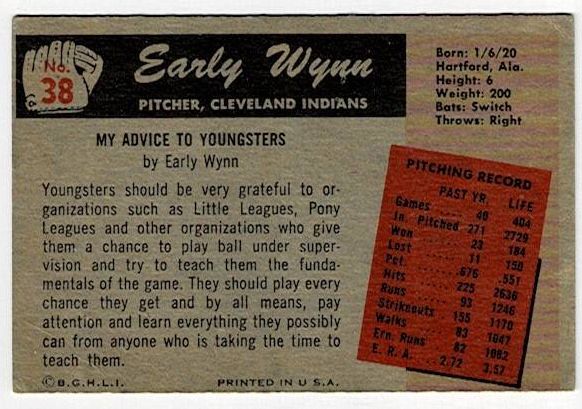 No.
38
Early Wynn
PITCHER, CLEVELAND INDIANS
Born: 1/6/20
Hartford, Ala.
Height: 6
Weight: 200
Bats: Switch
Throws: Right
MY ADVICE TO YOUNGSTERS
by Early Wynn
Youngsters should be very grateful to or-
ganizations such as Little Leagues, Pony
Leagues and other organizations who give
them a chance to play ball under super-
vision and try to teach them the funda-
mentals of the game. They should play every
chance they get and by all means, pay
attention and learn everything they possibly
can from anyone who is taking the time to
teach them.
PITCHING RECORD
PAST YR. LIFE
Games 40 404
In. Pitched 271 2729
Won 23 184
Lost 11 150
Pct. .676 .551
Hits 225 2636
Runs 93 1246
Strikouts 155 1170
Walks 83 1047
Ern. Runs 82 1082
E. R. A. 2.72 3.57
©B.G.H.L.I. PRINTED IN U.S.A.